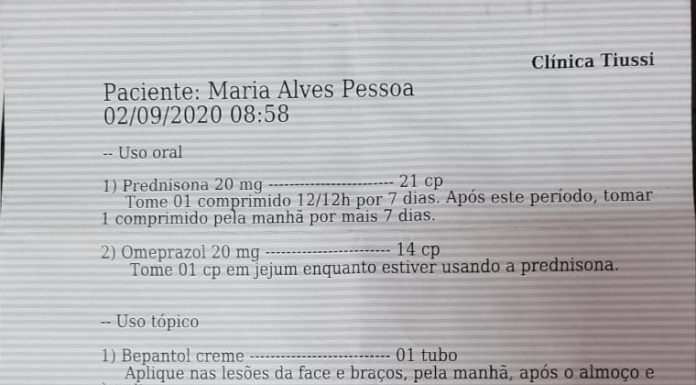 Clínica Tiussi
Paciente: Maria Alves Pessoa
02/09/2020 08:58
-- Uso oral
1) Prednisona 20 mg ------------------------ 21 cp
Tome 01 comprimido 12/12h por 7 dias. Após este período, tomar
1 comprimido pela manhã por mais 7 dias.
2) Omeprazol 20 mg ------------------------ 14 cp
Tome 01 cp em jejum enquanto estiver usando a prednisona.
-- Uso tópico
1) Bepantol creme --------------------------- 01 tubo
Aplique nas lesões da face e braços, pela manhã, após o almoço e